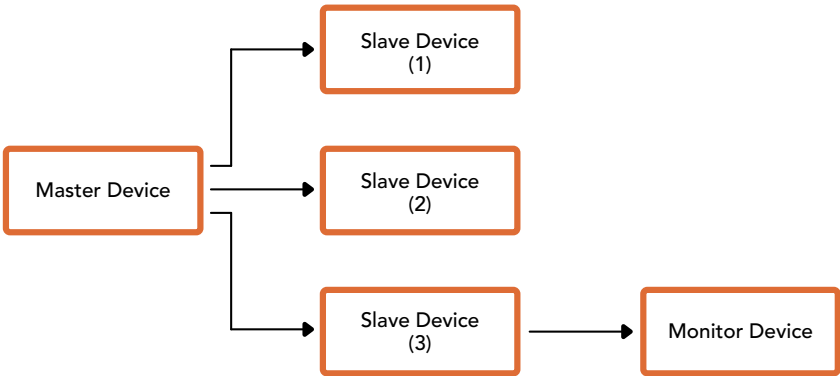 Slave Device
(1)
Master Device
Slave Device
(2)
Slave Device
(3)
Monitor Device